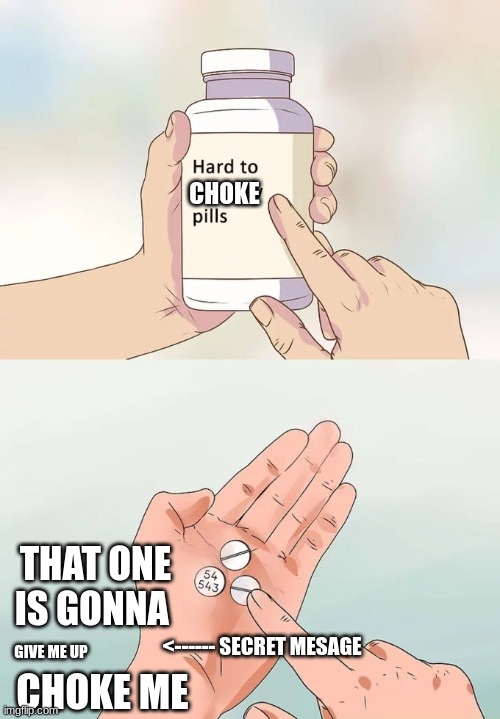 Hard to
CHOKE
pills
54
543
THAT ONE
IS GONNA
GIVE ME UP
<------ SECRET MESAGE
CHOKE ME
imgflip.com